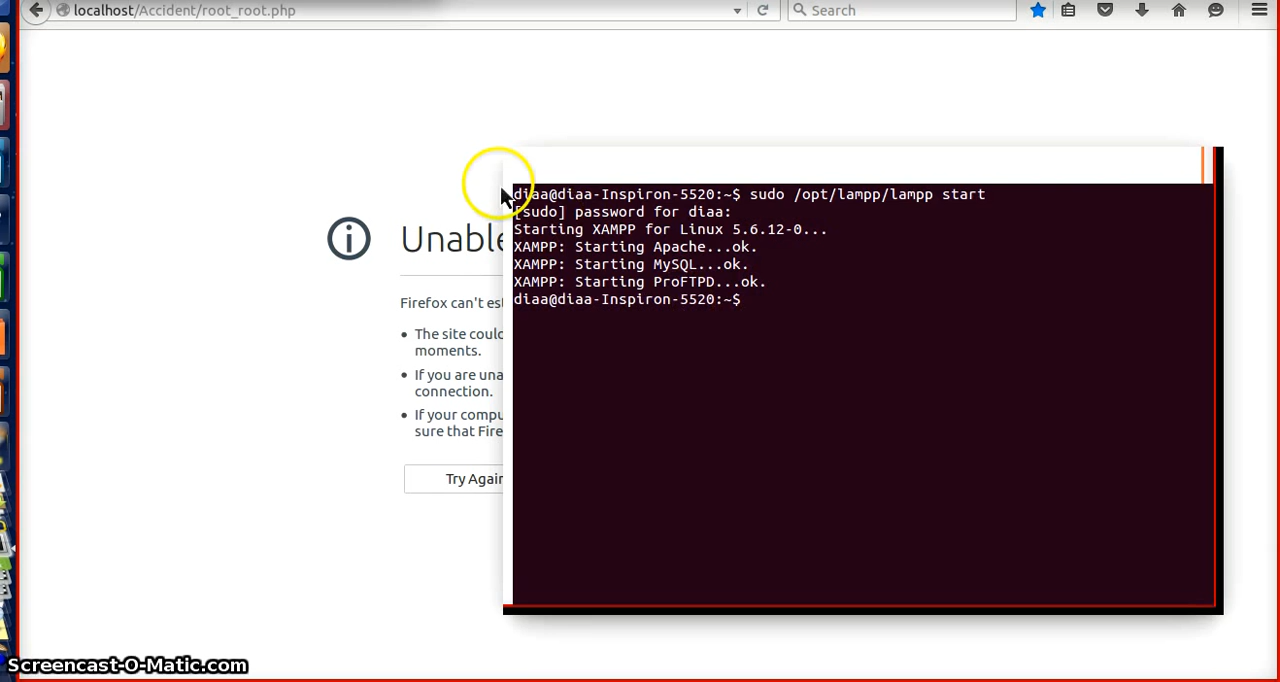 localhost/Accident/root_root.php
Search
diaa@diaa-Inspiron-5520:~$ sudo /opt/lampp/lampp start
[sudo] password for diaa:
Starting XAMPP for Linux 5.6.12-0...
XAMPP: Starting Apache...ok.
XAMPP: Starting MySQL...ok.
XAMPP: Starting ProFTPD...ok.
diaa@diaa-Inspiron-5520:~$
Unable
Firefox can't es
The site could
moments.
If you are una
connection.
If your compu
sure that Fire
Try Again
Screencast-O-Matic.com